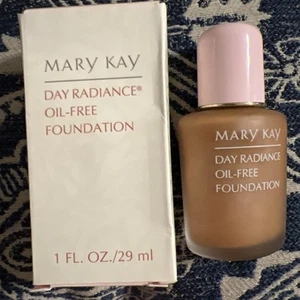 MARY KAY
DAY RADIANCE®
OIL-FREE
FOUNDATION
1 FL. OZ./29 ml
MARY KAY
DAY RADIANCE
OIL-FREE
FOUNDATION